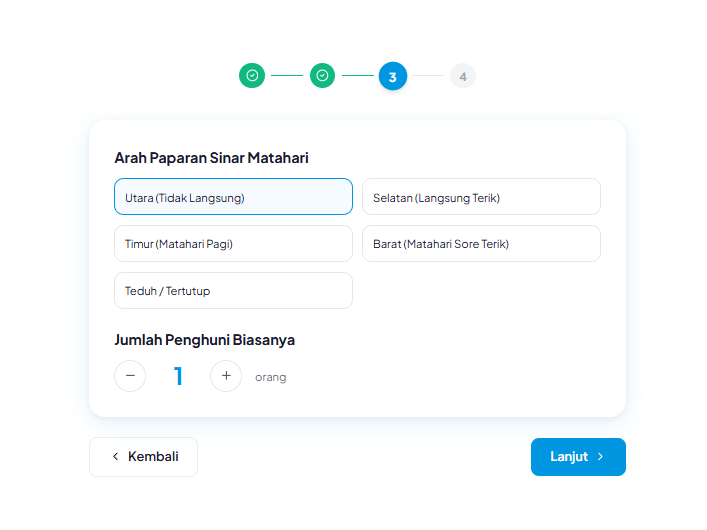 3
4
Arah Paparan Sinar Matahari
Utara (Tidak Langsung)
Selatan (Langsung Terik)
Timur (Matahari Pagi)
Barat (Matahari Sore Terik)
Teduh / Tertutup
Jumlah Penghuni Biasanya
− 1 + orang
Kembali
Lanjut